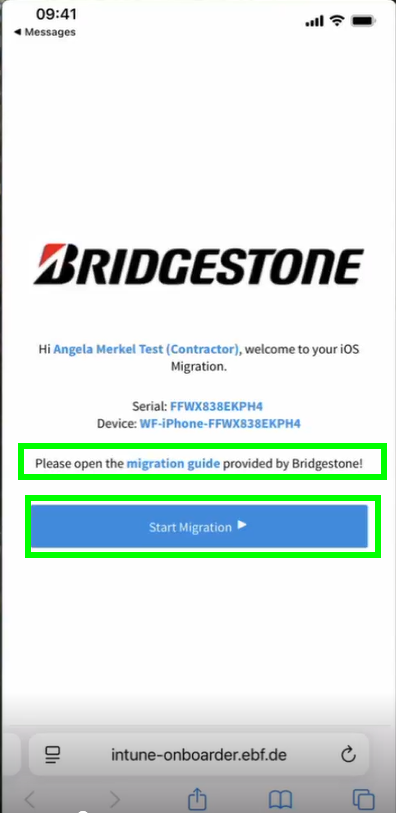 09:41
◀ Messages
BRIDGESTONE
Hi Angela Merkel Test (Contractor), welcome to your iOS
Migration.
Serial: FFWX838EKPH4
Device: WF-iPhone-FFWX838EKPH4
Please open the migration guide provided by Bridgestone!
Start Migration ▶
intune-onboarder.ebf.de